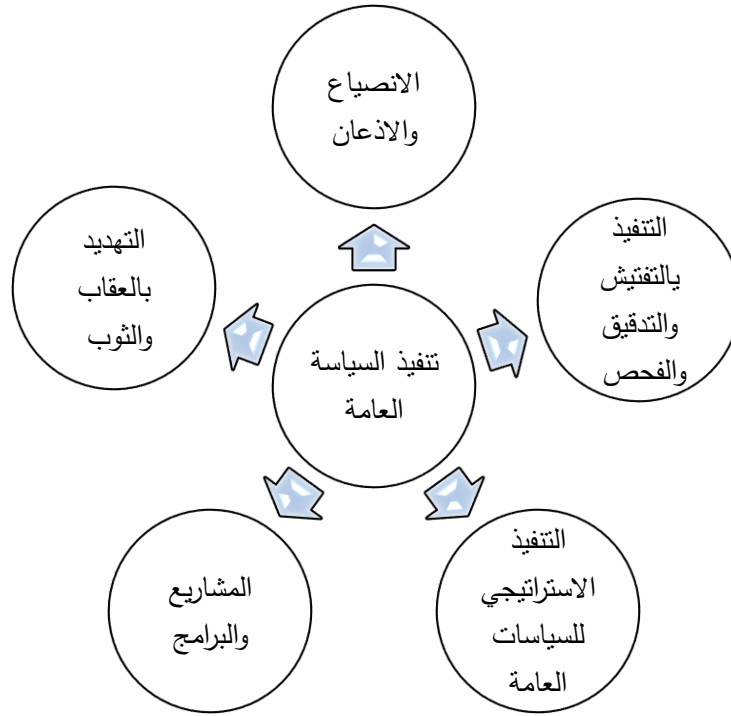 الانصياع
والاذعان
التنفيذ
يالتفتيش
والتدقيق
والفحص
التهديد
بالعقاب
والثوب
تنفيذ السياسة
العامة
التنفيذ
الاستراتيجي
للسياسات
العامة
المشاريع
والبرامج